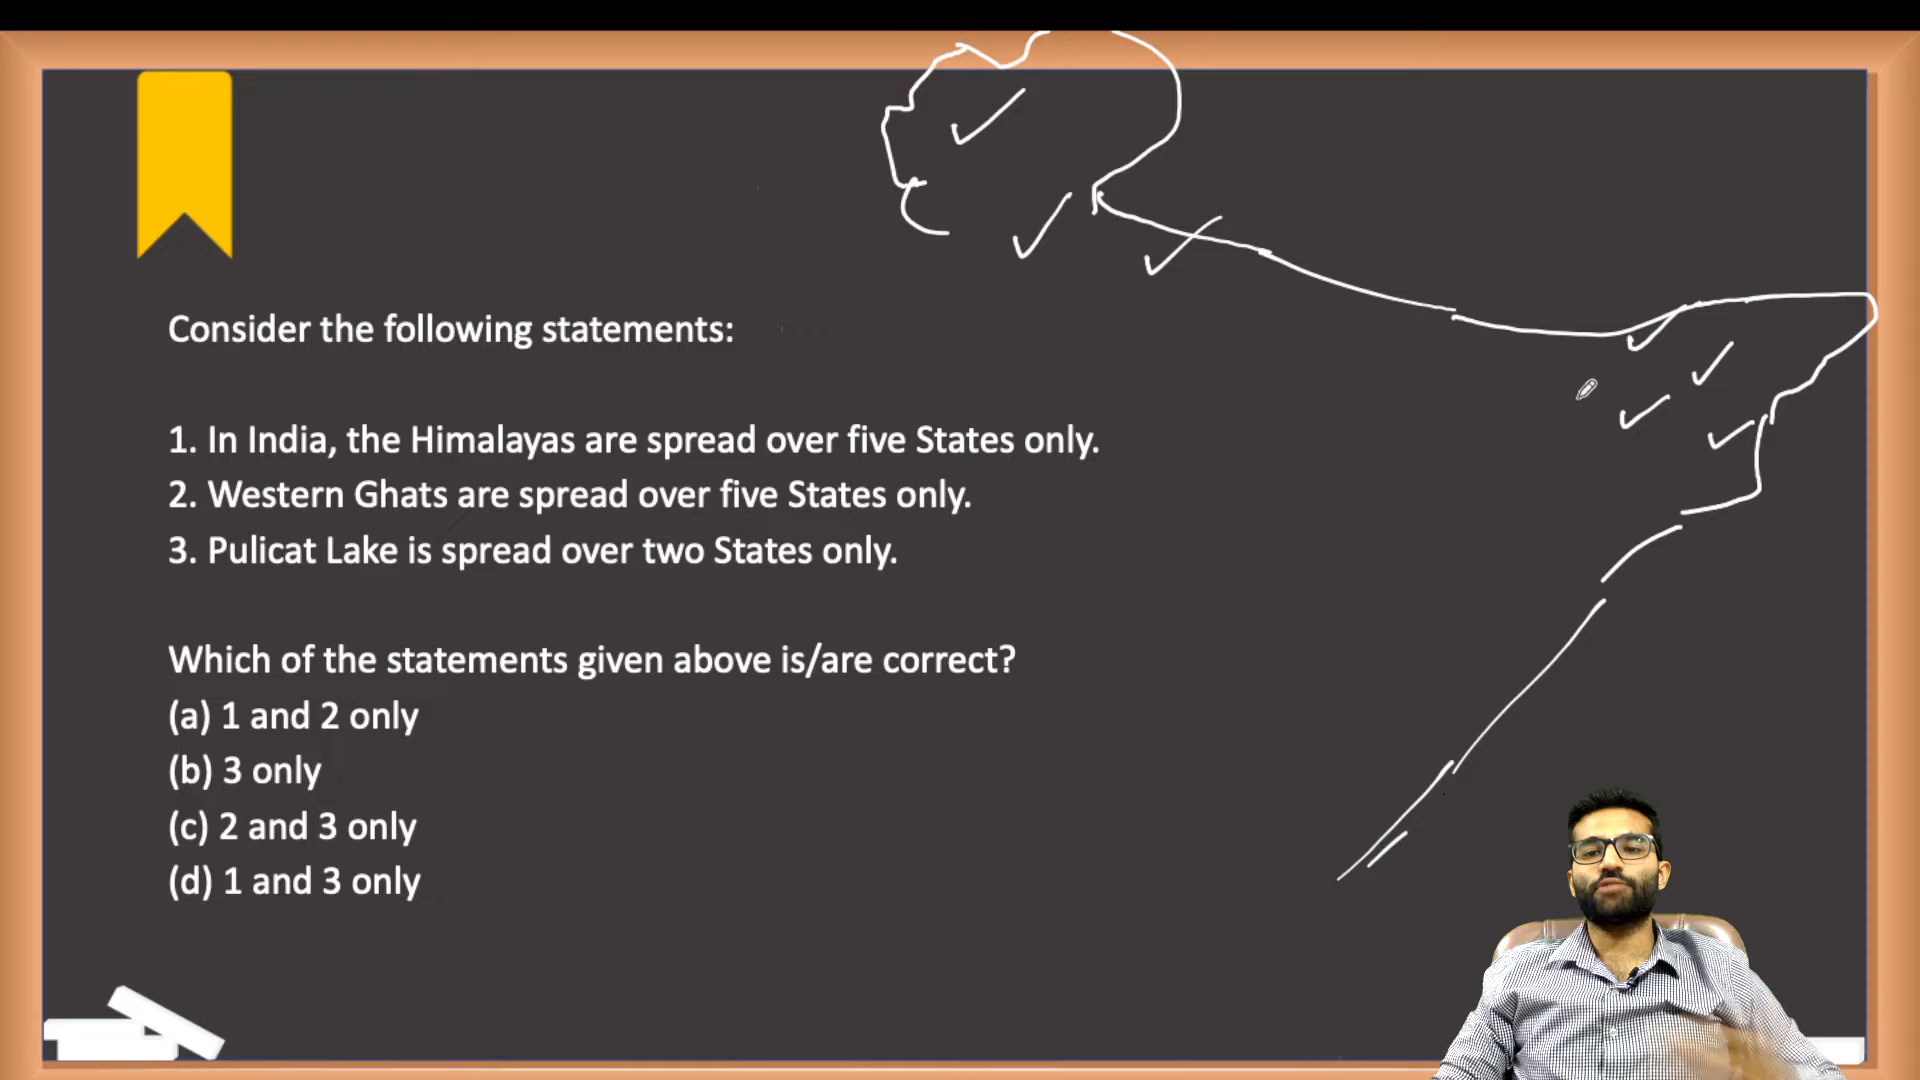 Consider the following statements:
1. In India, the Himalayas are spread over five States only.
2. Western Ghats are spread over five States only.
3. Pulicat Lake is spread over two States only.
Which of the statements given above is/are correct?
(a) 1 and 2 only
(b) 3 only
(c) 2 and 3 only
(d) 1 and 3 only